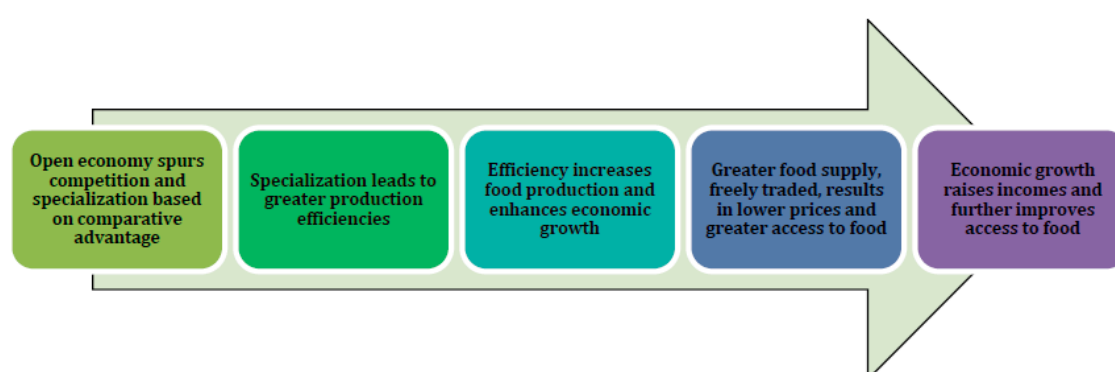 Open economy spurs
competition and
specialization based
on comparative
advantage
Specialization leads to
greater production
efficiencies
Efficiency increases
food production and
enhances economic
growth
Greater food supply,
freely traded, results
in lower prices and
greater access to food
Economic growth
raises incomes and
further improves
access to food